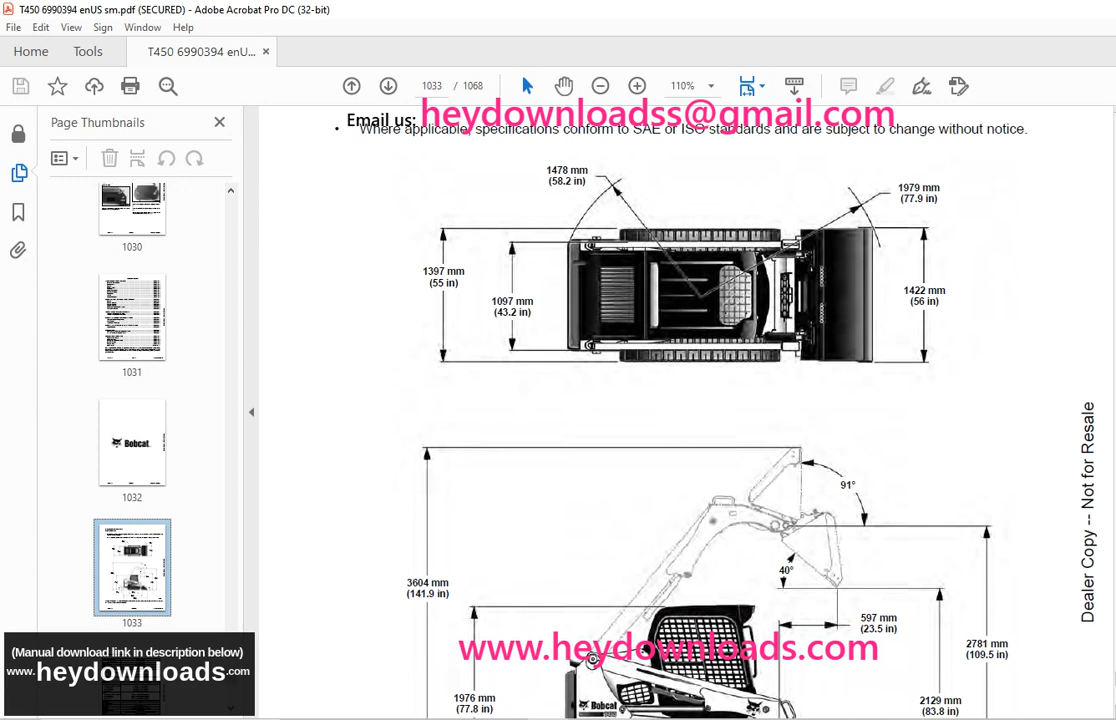 T450 6990394 enUS sm.pdf (SECURED) - Adobe Acrobat Pro DC (32-bit)
File Edit View Sign Window Help
Home Tools T450 6990394 enU... ×
1033 / 1068 110%
Email us: heydownloadss@gmail.com
• Where applicable, specifications conform to SAE or ISO standards and are subject to change without notice.
Page Thumbnails
1030
1031
Bobcat
1032
1033
1478 mm
(58.2 in)
1979 mm
(77.9 in)
1397 mm
(55 in)
1097 mm
(43.2 in)
1422 mm
(56 in)
91°
40°
3604 mm
(141.9 in)
597 mm
(23.5 in)
2781 mm
(109.5 in)
1976 mm
(77.8 in)
2129 mm
(83.8 in)
Bobcat
www.heydownloads.com
Dealer Copy -- Not for Resale
(Manual download link in description below)
www.heydownloads.com